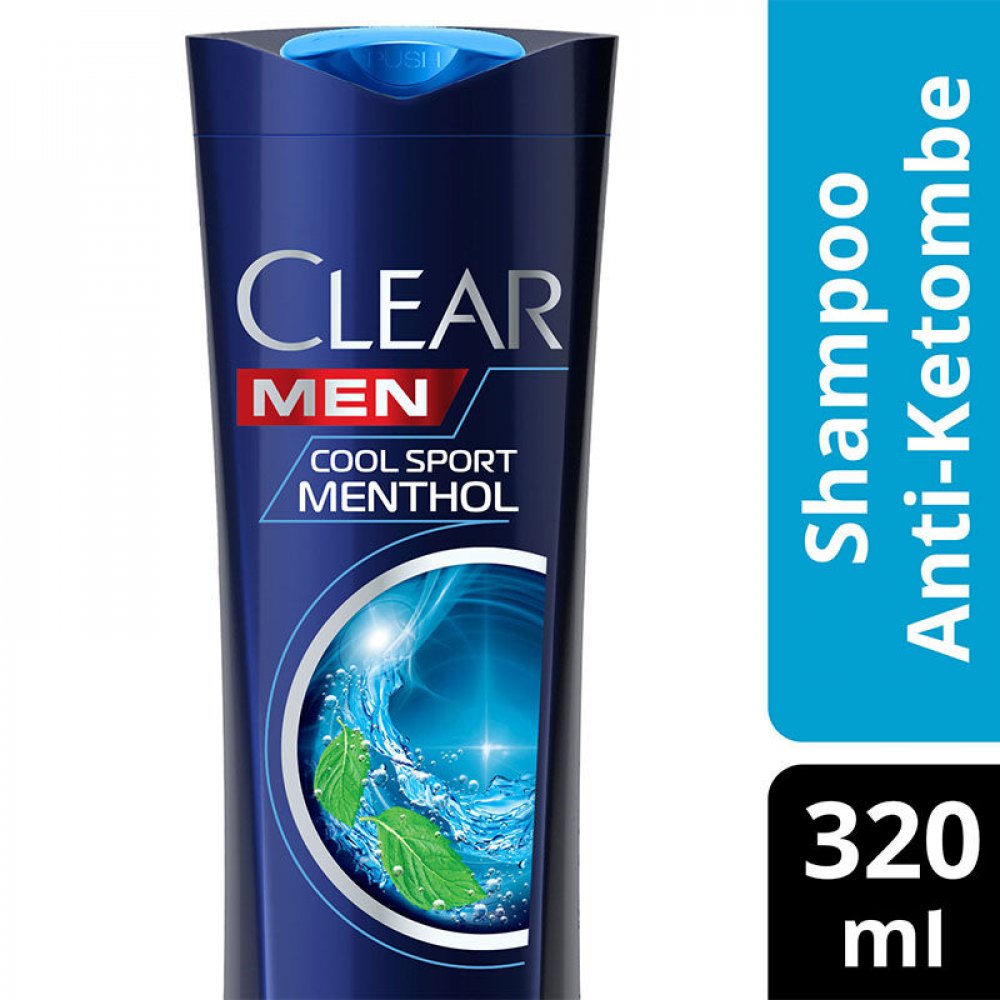 PUSH
CLEAR
MEN
COOL SPORT
MENTHOL
Shampoo
Anti-Ketombe
320
ml